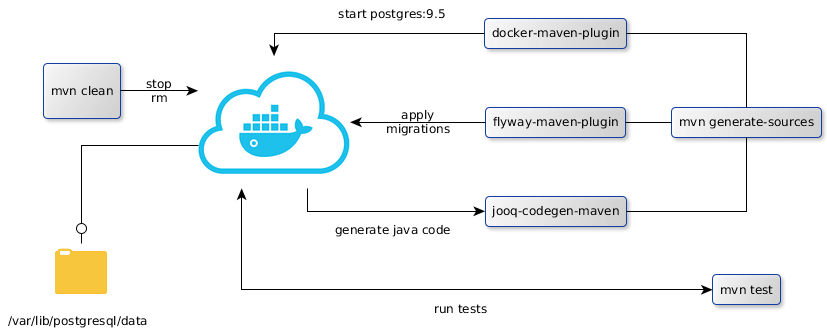 start postgres:9.5
docker-maven-plugin
mvn clean
stop
rm
apply
migrations
flyway-maven-plugin
mvn generate-sources
jooq-codegen-maven
generate java code
mvn test
run tests
/var/lib/postgresql/data